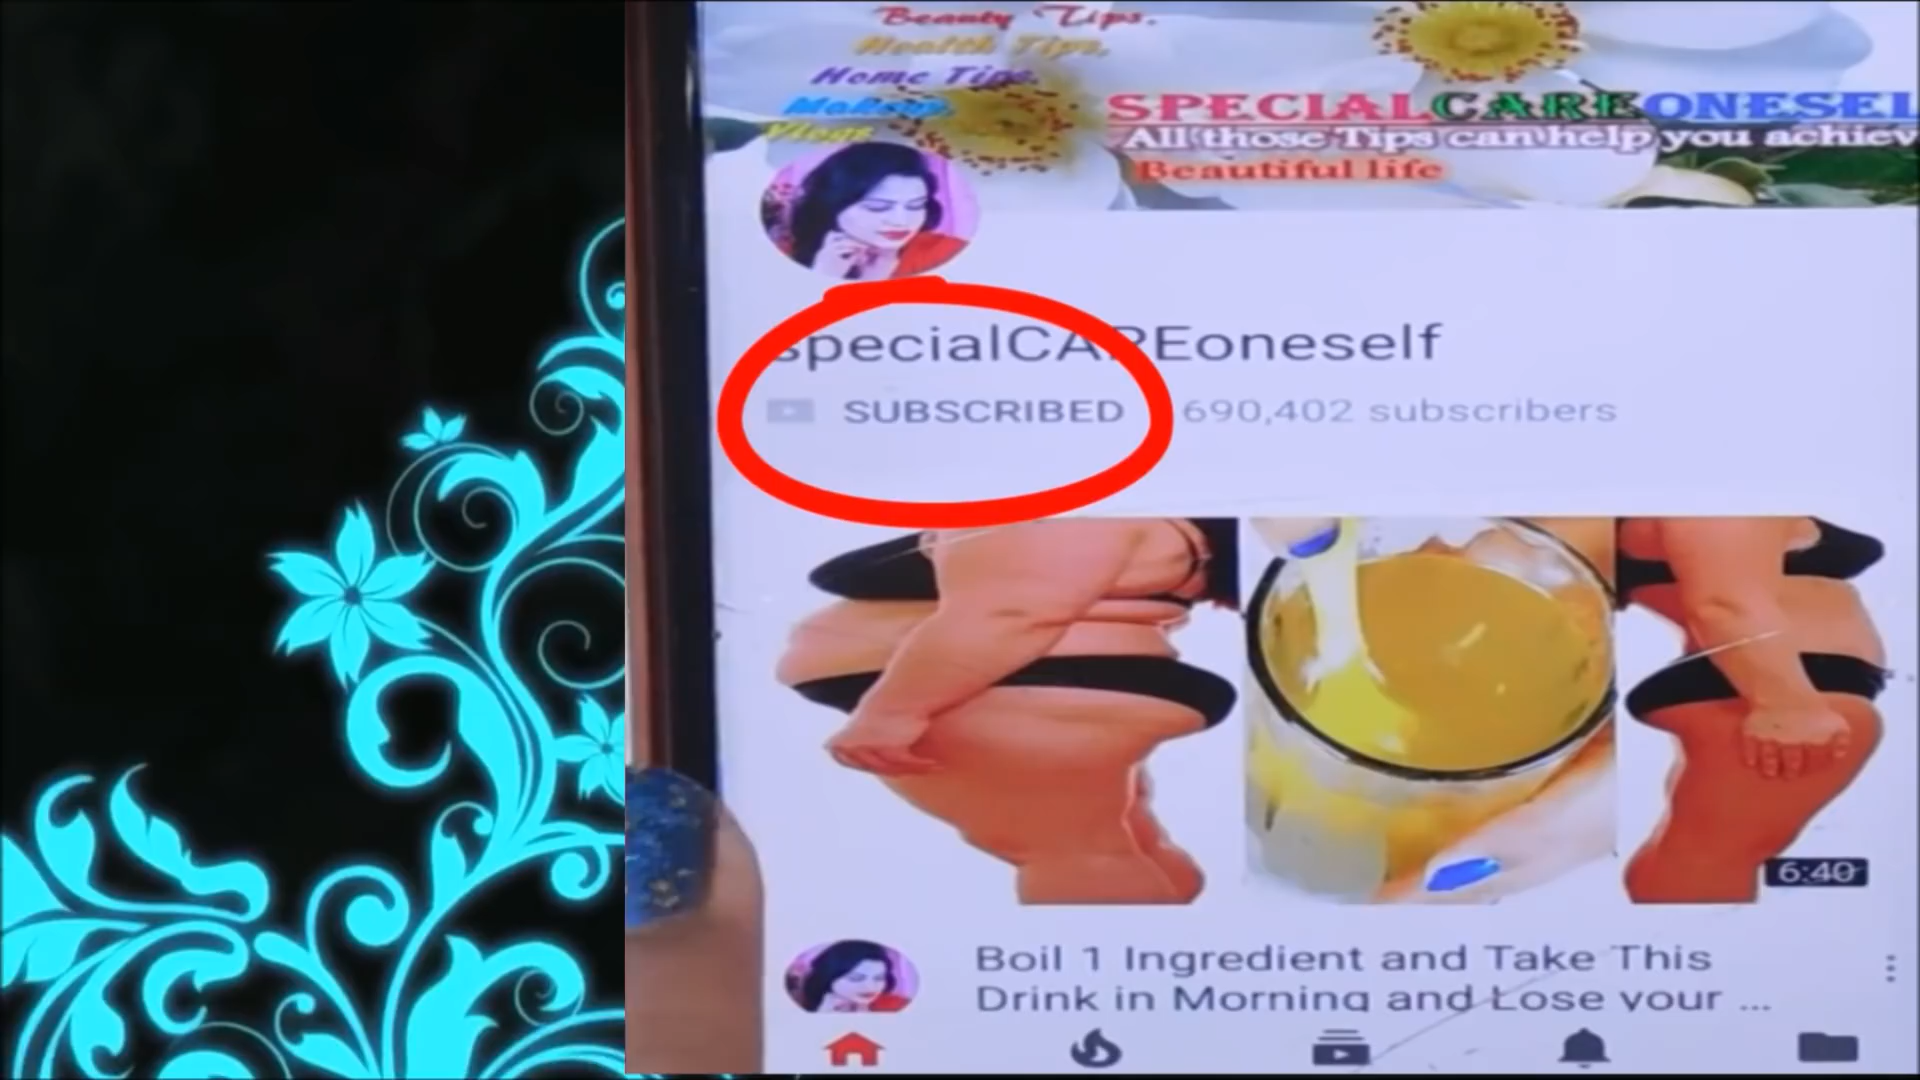 Beauty Tips.
Health Tips,
Home Tips.
Makeup.
Vlogs
SPECIALCAREONESEL
All those Tips can help you achiev
Beautiful life
specialCAREoneself
SUBSCRIBED 690,402 subscribers
6:40
Boil 1 Ingredient and Take This
Drink in Morning and Lose your ...